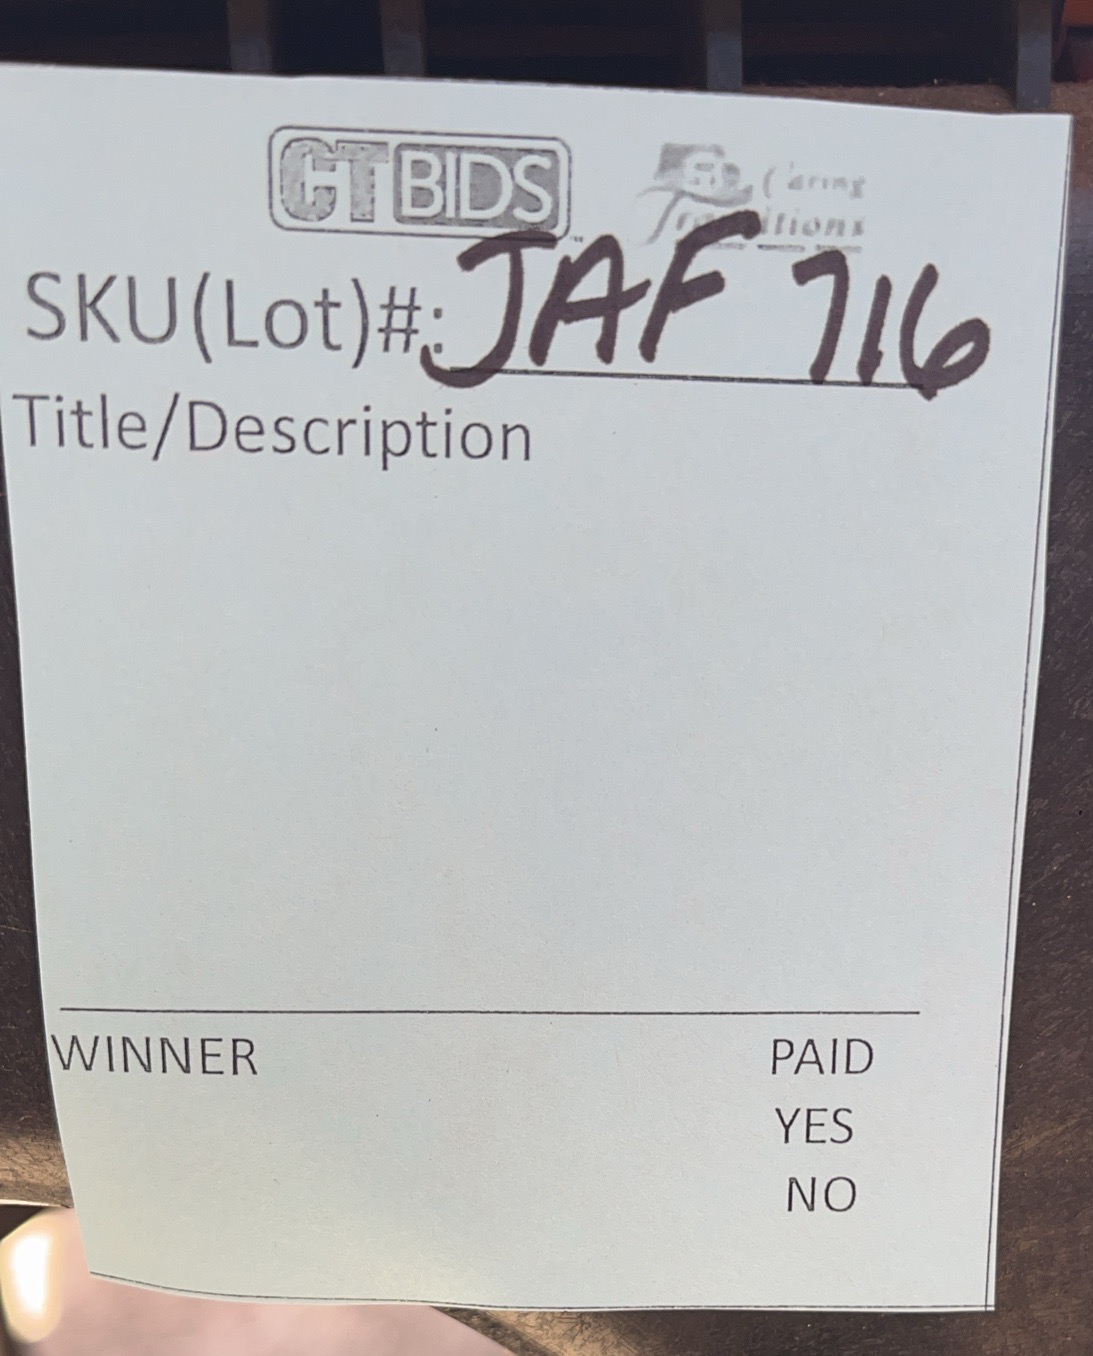 CTBIDS
Caring
Transitions
SKU(Lot)#: JAF 716
Title/Description
WINNER PAID
YES
NO